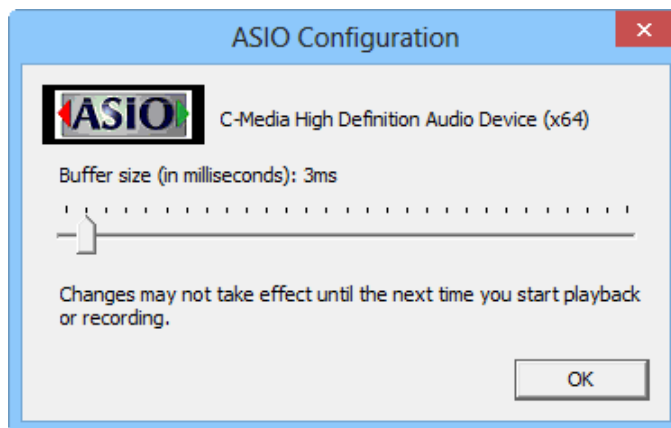 ASIO Configuration
ASIO
C-Media High Definition Audio Device (x64)
Buffer size (in milliseconds): 3ms
Changes may not take effect until the next time you start playback
or recording.
OK